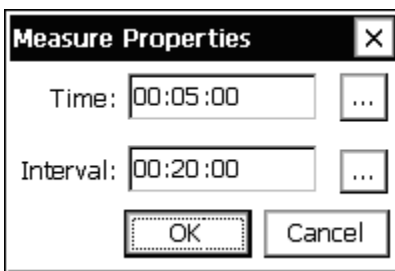 Measure Properties
Time: 00:05:00 ...
Interval: 00:20:00 ...
OK Cancel